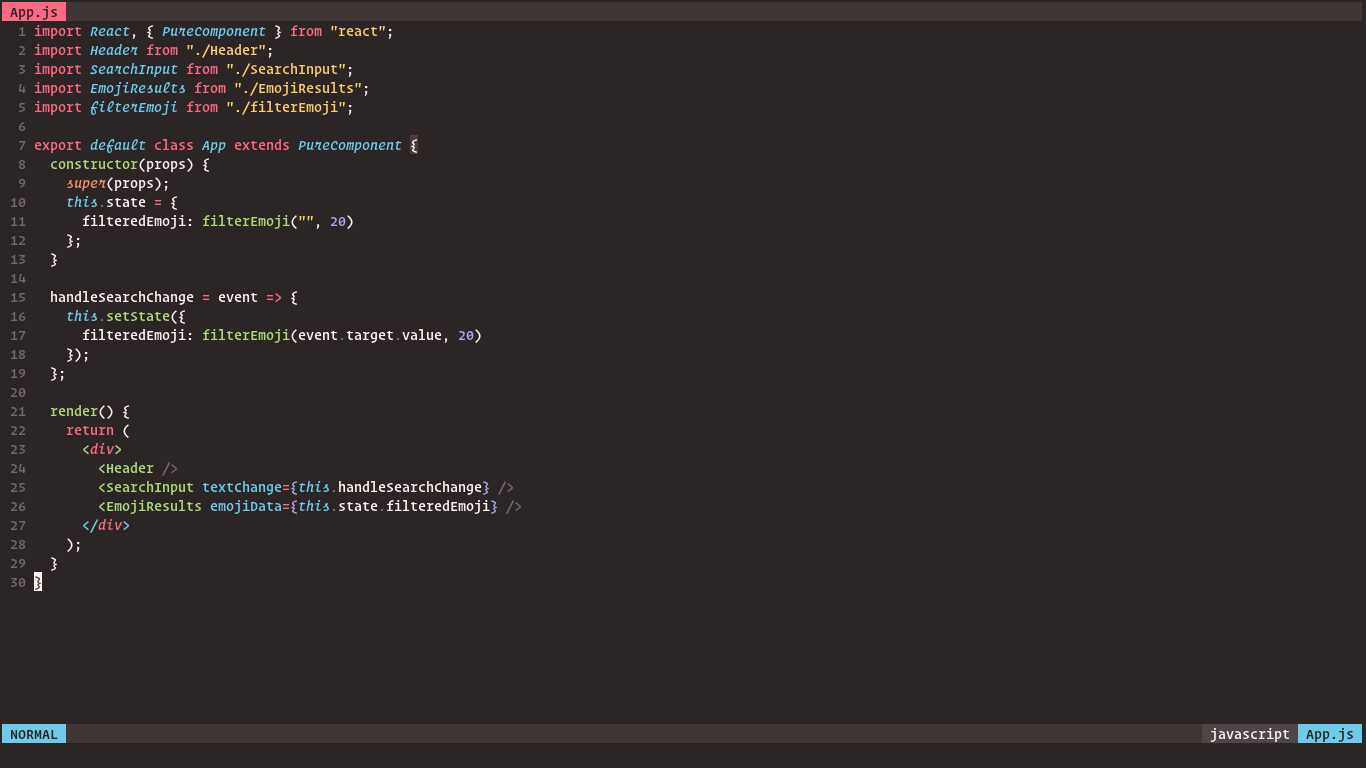 App.js
1 import React, { PureComponent } from "react";
2 import Header from "./Header";
3 import SearchInput from "./SearchInput";
4 import EmojiResults from "./EmojiResults";
5 import filterEmoji from "./filterEmoji";
6
7 export default class App extends PureComponent {
8   constructor(props) {
9     super(props);
10     this.state = {
11       filteredEmoji: filterEmoji("", 20)
12     };
13   }
14
15   handleSearchChange = event => {
16     this.setState({
17       filteredEmoji: filterEmoji(event.target.value, 20)
18     });
19   };
20
21   render() {
22     return (
23       <div>
24         <Header />
25         <SearchInput textChange={this.handleSearchChange} />
26         <EmojiResults emojiData={this.state.filteredEmoji} />
27       </div>
28     );
29   }
30 }
NORMAL javascript App.js